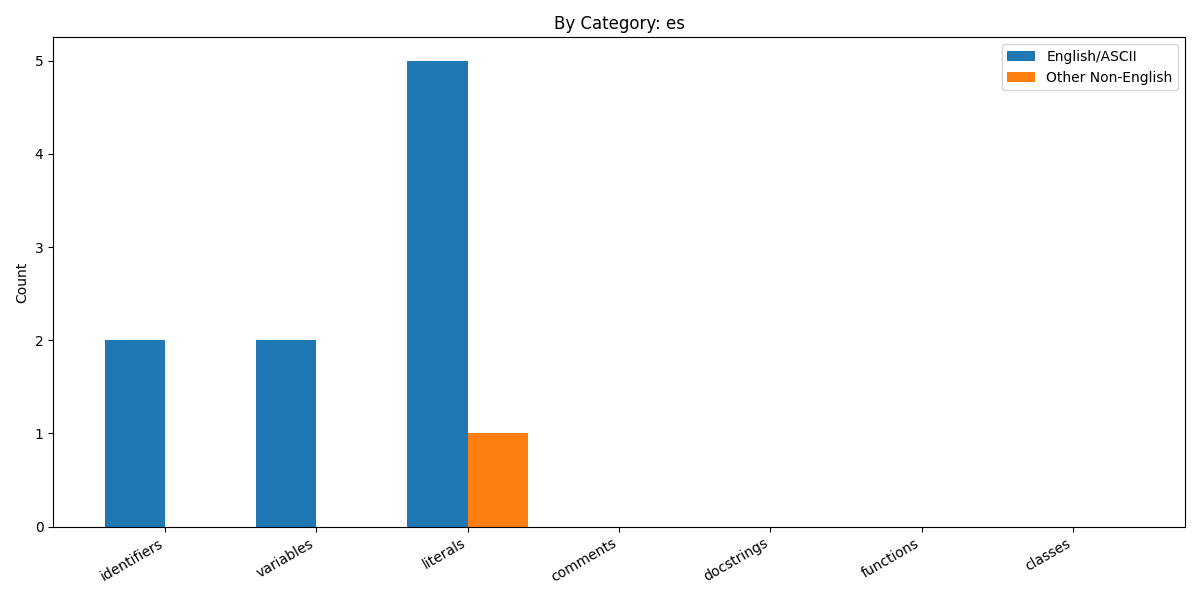 By Category: es
English/ASCII
Other Non-English
Count
5
4
3
2
1
0
identifiers
variables
literals
comments
docstrings
functions
classes